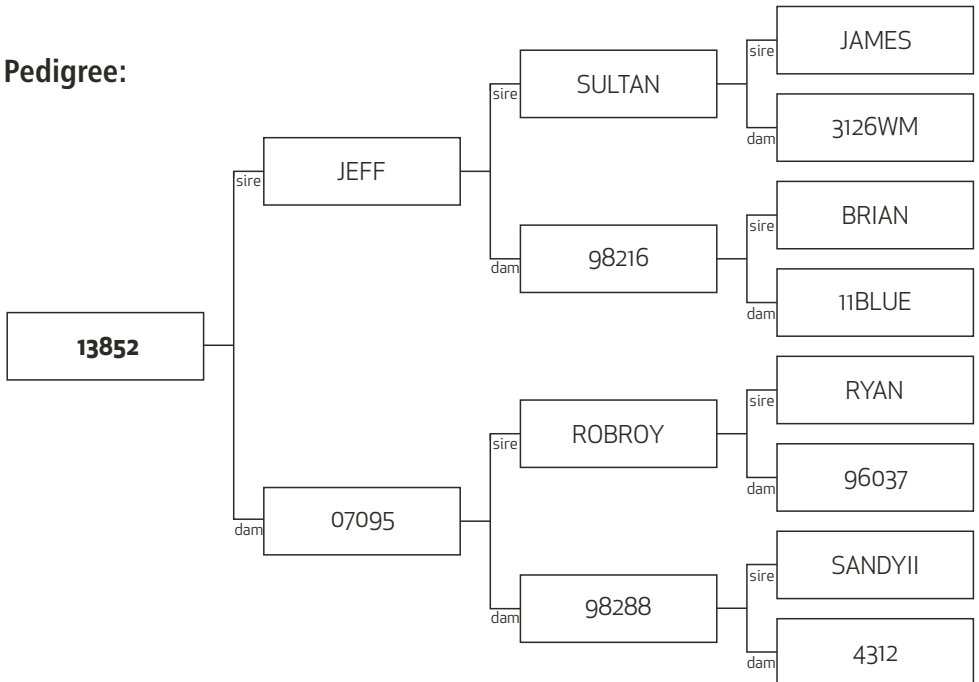 Pedigree:
13852
sire
JEFF
dam
07095
sire
SULTAN
dam
98216
sire
ROBROY
dam
98288
sire
JAMES
dam
3126WM
sire
BRIAN
dam
11BLUE
sire
RYAN
dam
96037
sire
SANDYII
dam
4312